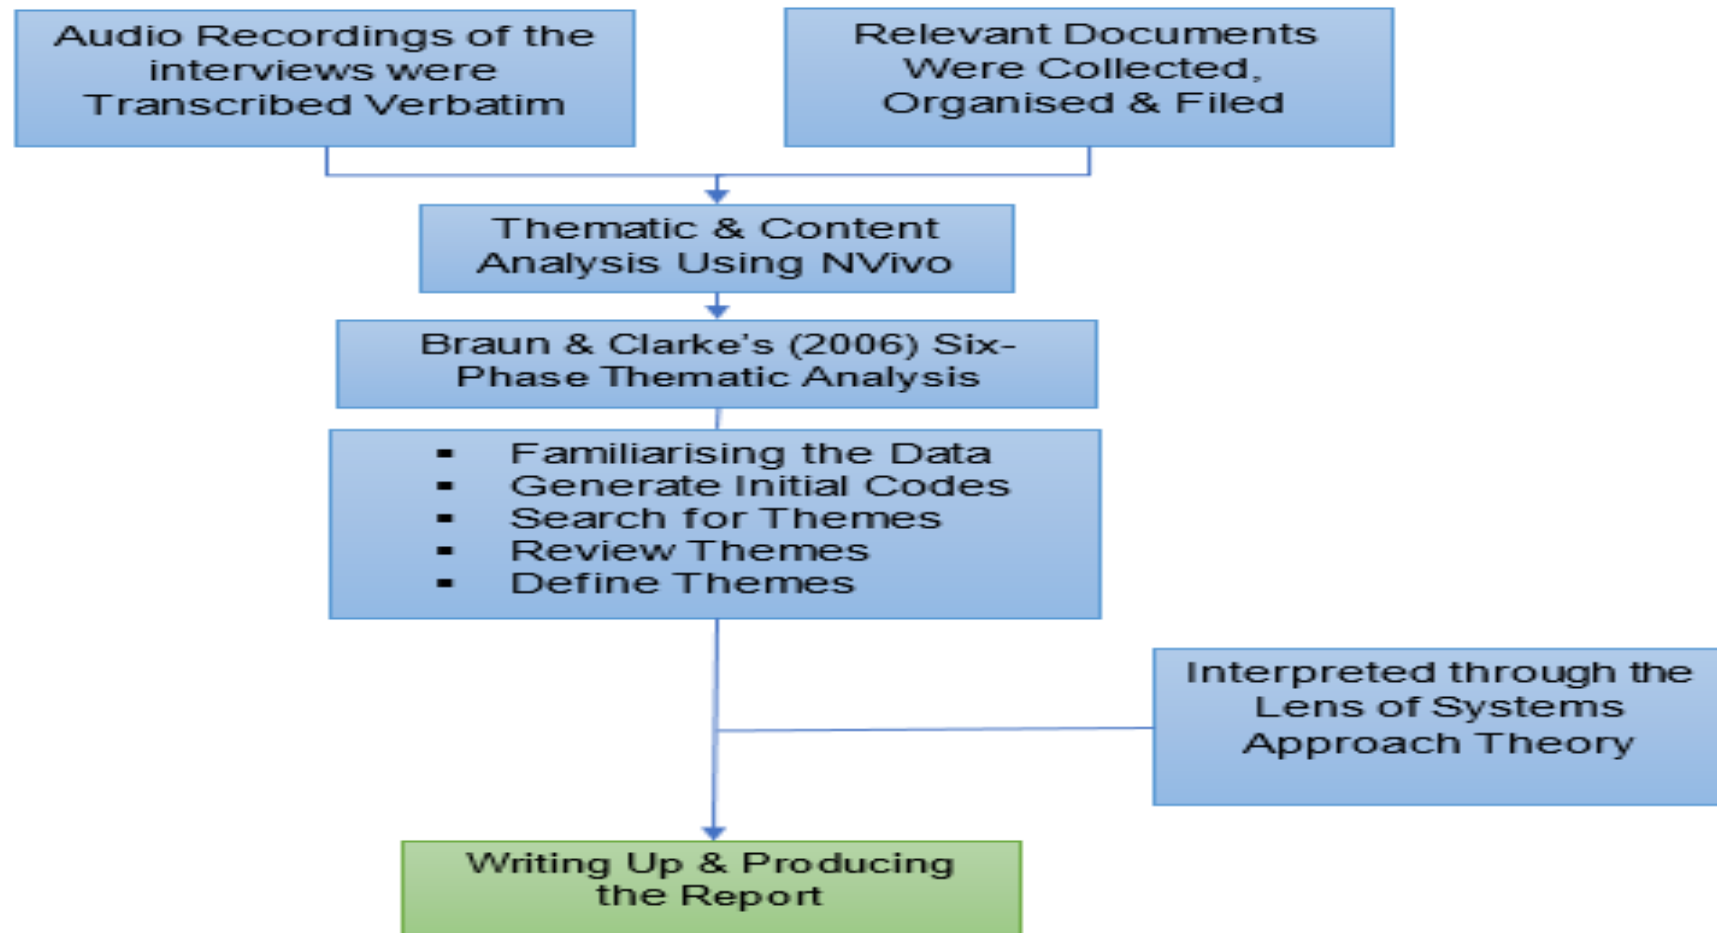 Audio Recordings of the
interviews were
Transcribed Verbatim
Relevant Documents
Were Collected,
Organised & Filed
Thematic & Content
Analysis Using NVivo
Braun & Clarke’s (2006) Six-
Phase Thematic Analysis
▪ Familiarising the Data
▪ Generate Initial Codes
▪ Search for Themes
▪ Review Themes
▪ Define Themes
Interpreted through the
Lens of Systems
Approach Theory
Writing Up & Producing
the Report